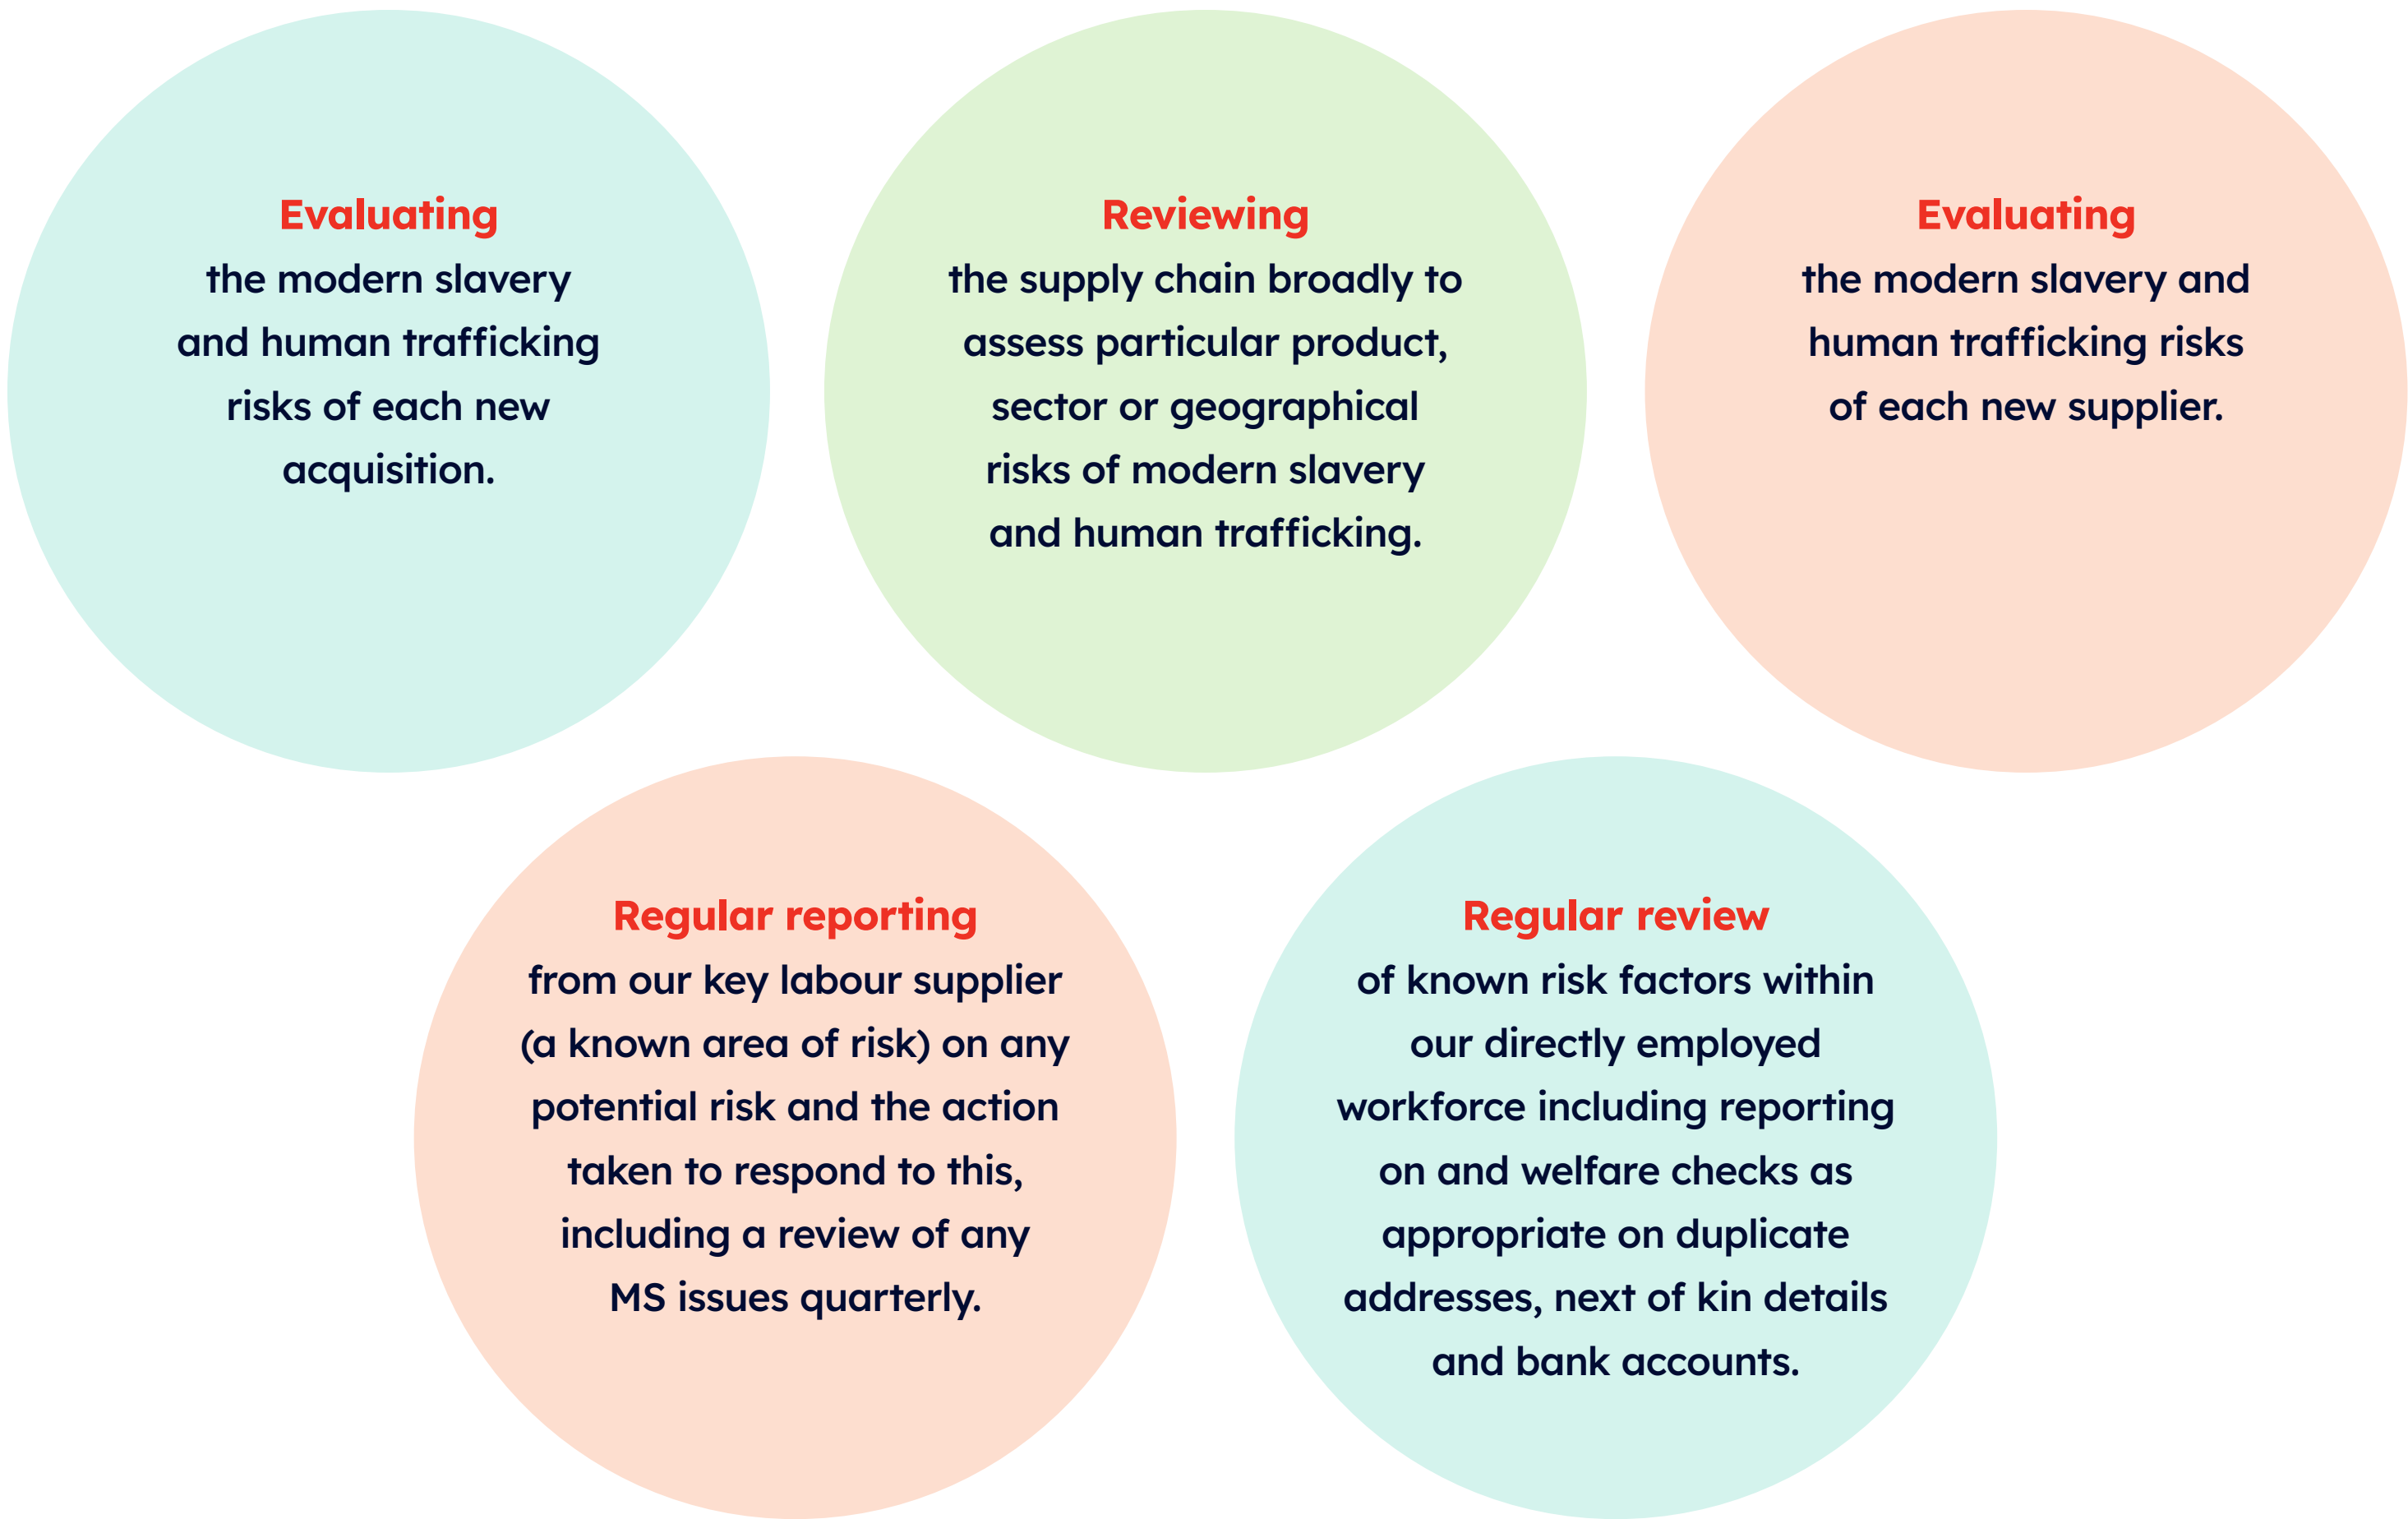 Evaluating
the modern slavery
and human trafficking
risks of each new
acquisition.
Reviewing
the supply chain broadly to
assess particular product,
sector or geographical
risks of modern slavery
and human trafficking.
Evaluating
the modern slavery and
human trafficking risks
of each new supplier.
Regular reporting
from our key labour supplier
(a known area of risk) on any
potential risk and the action
taken to respond to this,
including a review of any
MS issues quarterly.
Regular review
of known risk factors within
our directly employed
workforce including reporting
on and welfare checks as
appropriate on duplicate
addresses, next of kin details
and bank accounts.